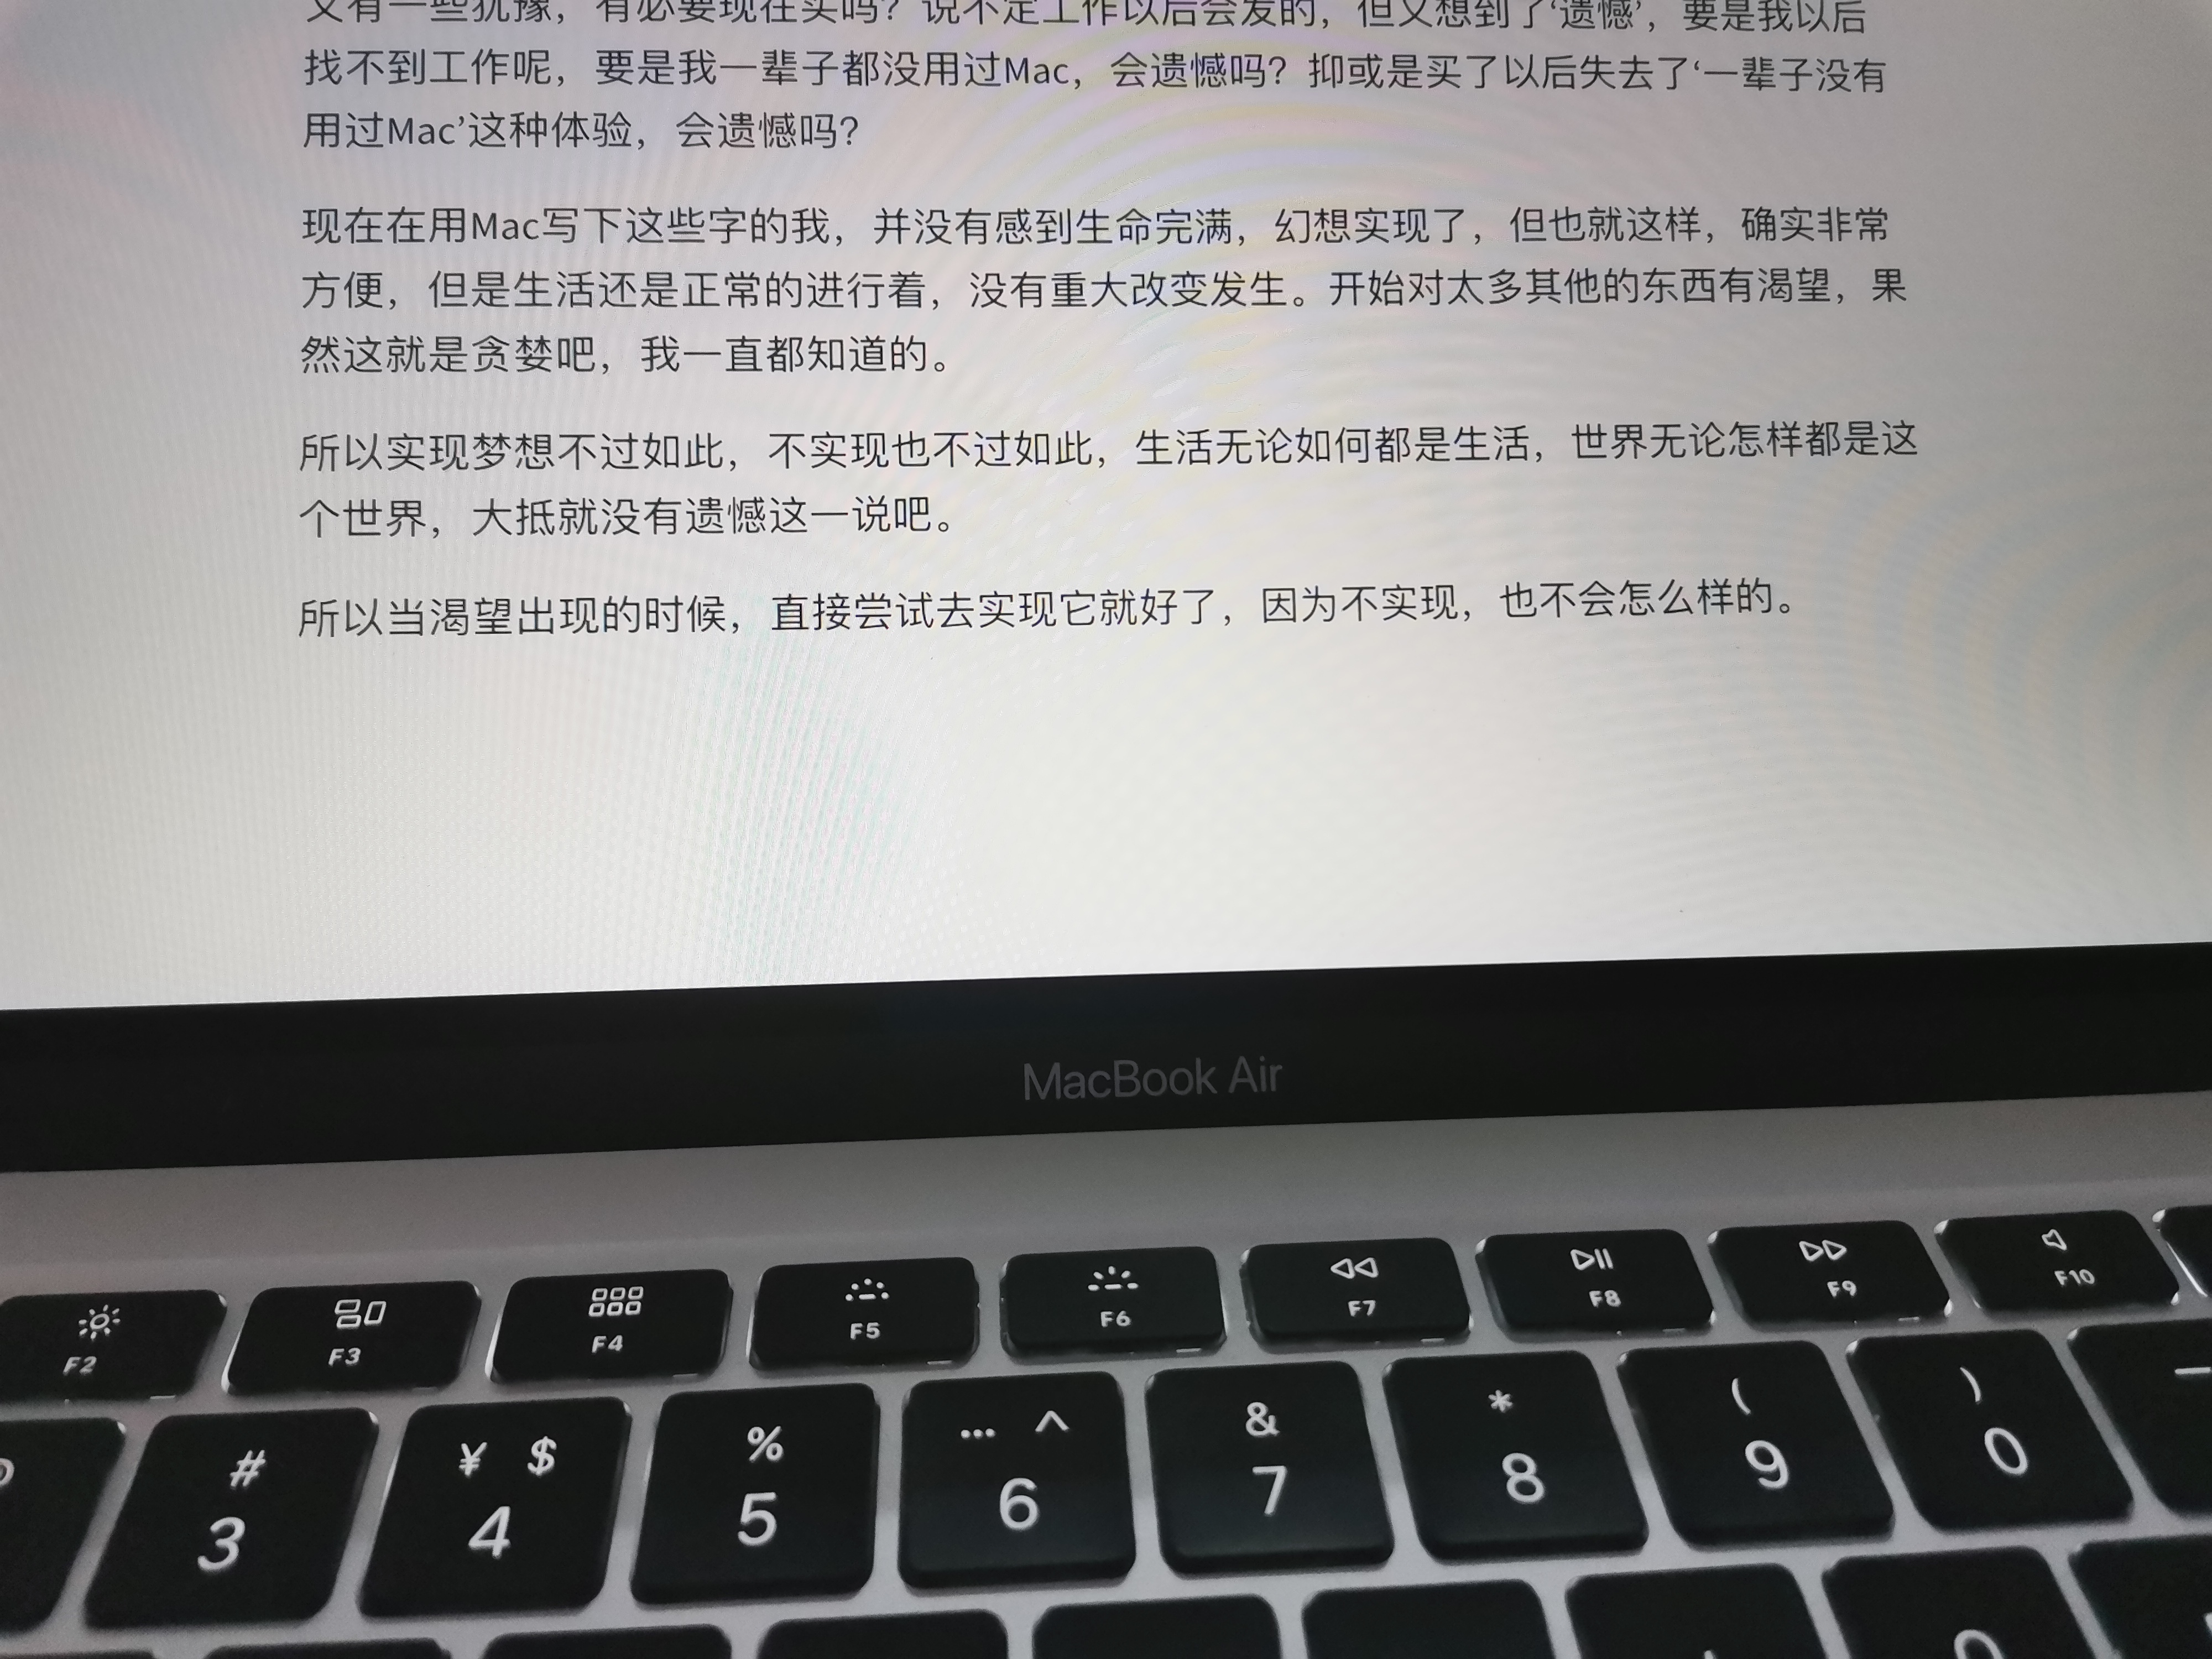 又有一些犹豫，有必要现在买吗？说不定工作以后会发的，但又想到了‘遗憾’，要是我以后
找不到工作呢，要是我一辈子都没用过Mac，会遗憾吗？抑或是买了以后失去了‘一辈子没有
用过Mac’这种体验，会遗憾吗？
现在在用Mac写下这些字的我，并没有感到生命完满，幻想实现了，但也就这样，确实非常
方便，但是生活还是正常的进行着，没有重大改变发生。开始对太多其他的东西有渴望，果
然这就是贪婪吧，我一直都知道的。
所以实现梦想不过如此，不实现也不过如此，生活无论如何都是生活，世界无论怎样都是这
个世界，大抵就没有遗憾这一说吧。
所以当渴望出现的时候，直接尝试去实现它就好了，因为不实现，也不会怎么样的。
MacBook Air
F2 F3 F4 F5 F6 F7 F8 F9 F10
# ¥ $ % … ^ & * ( )
3 4 5 6 7 8 9 0